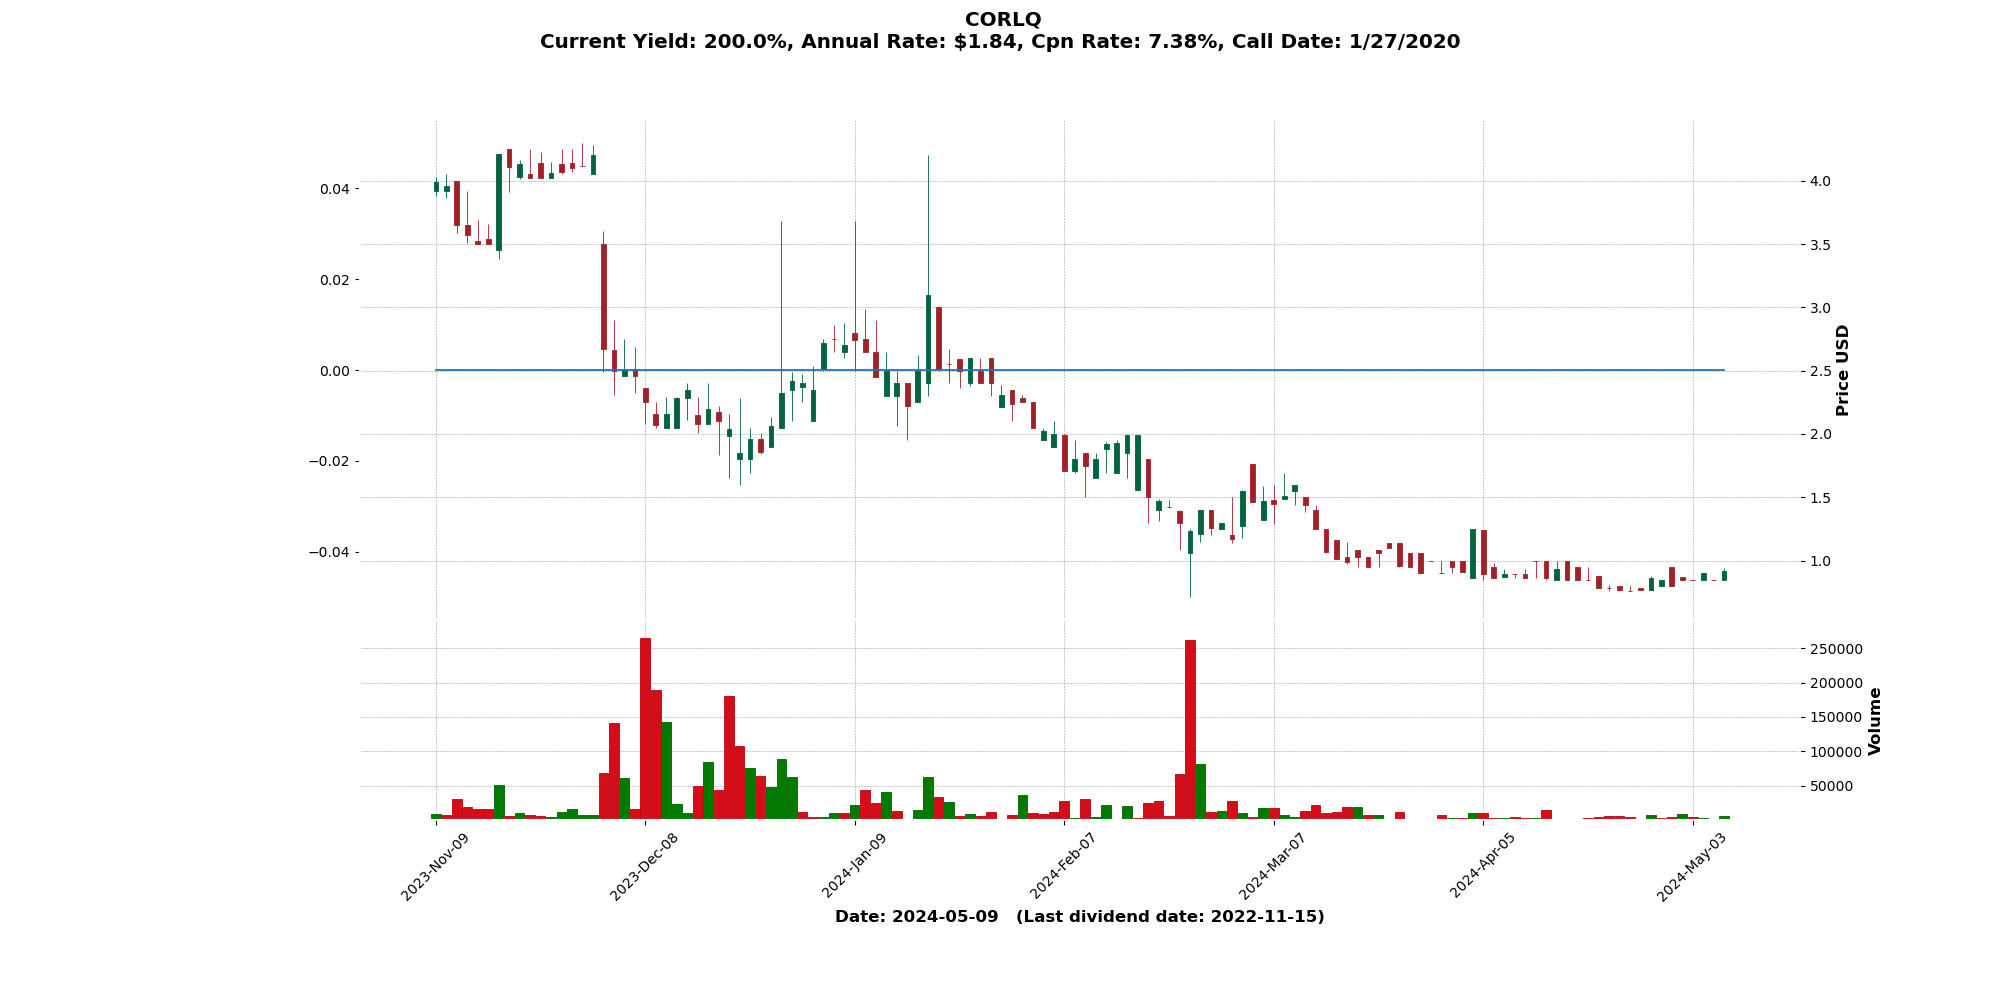 CORLQ
Current Yield: 200.0%, Annual Rate: $1.84, Cpn Rate: 7.38%, Call Date: 1/27/2020
0.04
0.02
0.00
−0.02
−0.04
4.0
3.5
3.0
2.5
2.0
1.5
1.0
Price USD
250000
200000
150000
100000
50000
Volume
2023-Nov-09
2023-Dec-08
2024-Jan-09
2024-Feb-07
2024-Mar-07
2024-Apr-05
2024-May-03
Date: 2024-05-09   (Last dividend date: 2022-11-15)